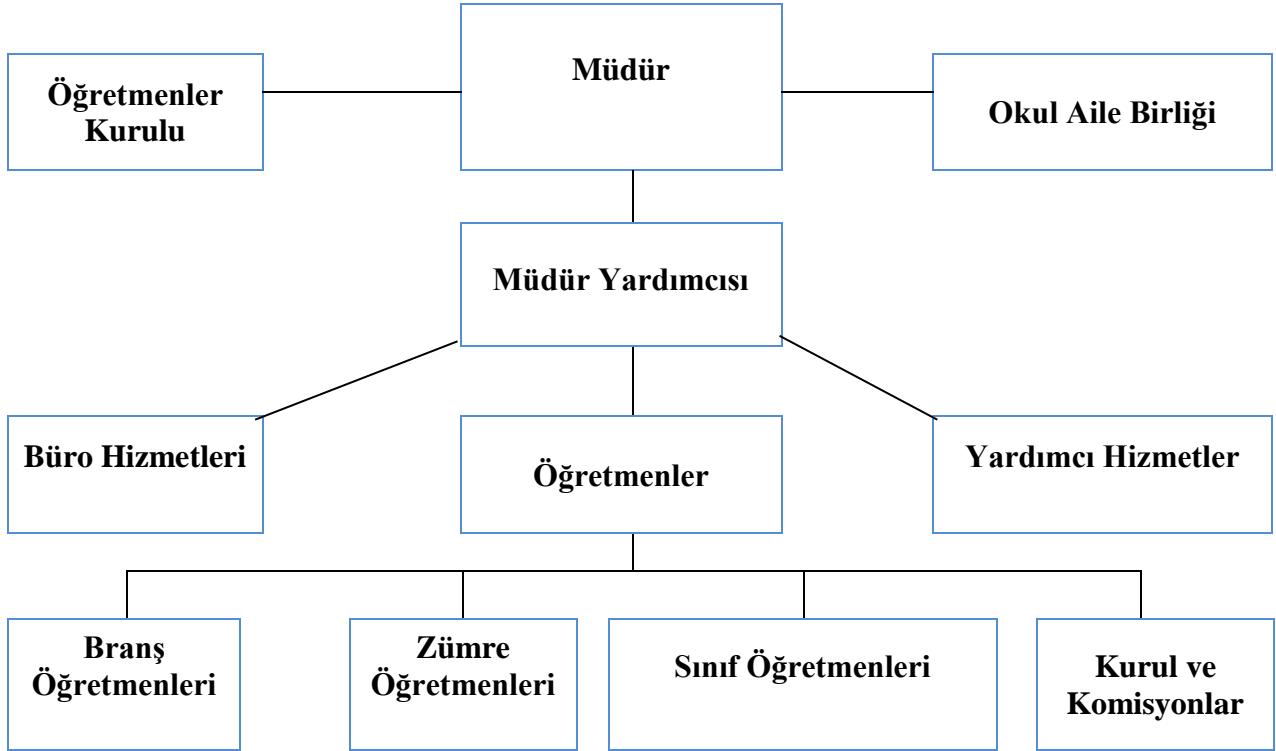 Müdür
Öğretmenler
Kurulu
Okul Aile Birliği
Müdür Yardımcısı
Büro Hizmetleri
Öğretmenler
Yardımcı Hizmetler
Branş
Öğretmenleri
Zümre
Öğretmenleri
Sınıf Öğretmenleri
Kurul ve
Komisyonlar